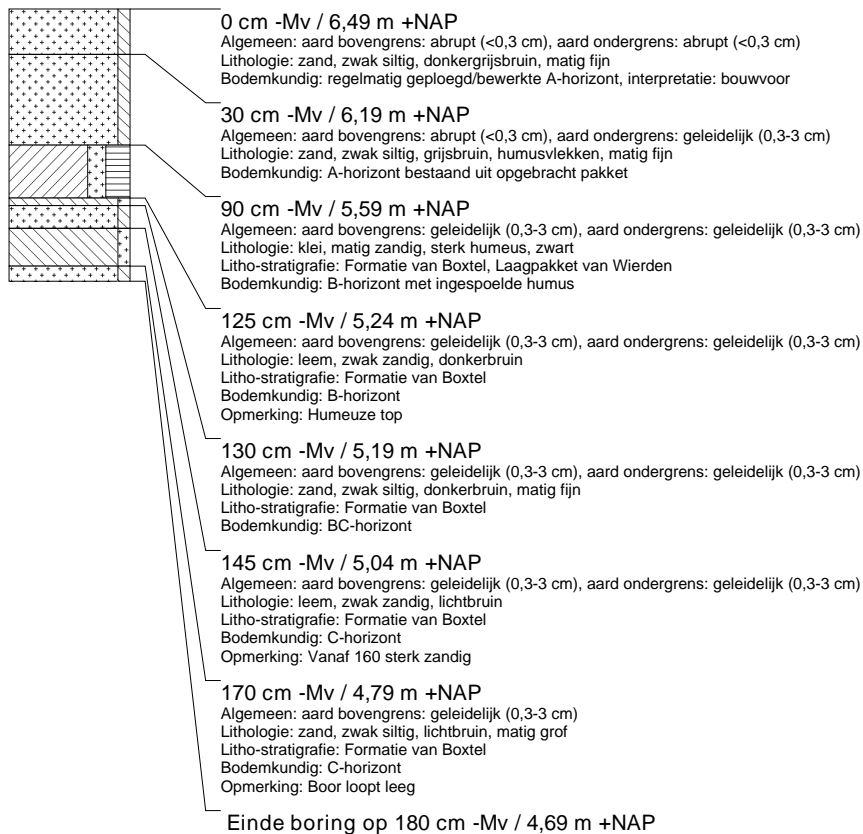 0 cm -Mv / 6,49 m +NAP
Algemeen: aard bovengrens: abrupt (<0,3 cm), aard ondergrens: abrupt (<0,3 cm)
Lithologie: zand, zwak siltig, donkergrijsbruin, matig fijn
Bodemkundig: regelmatig geploegd/bewerkte A-horizont, interpretatie: bouwvoor
30 cm -Mv / 6,19 m +NAP
Algemeen: aard bovengrens: abrupt (<0,3 cm), aard ondergrens: geleidelijk (0,3-3 cm)
Lithologie: zand, zwak siltig, grijsbruin, humusvlekken, matig fijn
Bodemkundig: A-horizont bestaand uit opgebracht pakket
90 cm -Mv / 5,59 m +NAP
Algemeen: aard bovengrens: geleidelijk (0,3-3 cm), aard ondergrens: geleidelijk (0,3-3 cm)
Lithologie: klei, matig zandig, sterk humeus, zwart
Litho-stratigrafie: Formatie van Boxtel, Laagpakket van Wierden
Bodemkundig: B-horizont met ingespoelde humus
125 cm -Mv / 5,24 m +NAP
Algemeen: aard bovengrens: geleidelijk (0,3-3 cm), aard ondergrens: geleidelijk (0,3-3 cm)
Lithologie: leem, zwak zandig, donkerbruin
Litho-stratigrafie: Formatie van Boxtel
Bodemkundig: B-horizont
Opmerking: Humeuze top
130 cm -Mv / 5,19 m +NAP
Algemeen: aard bovengrens: geleidelijk (0,3-3 cm), aard ondergrens: geleidelijk (0,3-3 cm)
Lithologie: zand, zwak siltig, donkerbruin, matig fijn
Litho-stratigrafie: Formatie van Boxtel
Bodemkundig: BC-horizont
145 cm -Mv / 5,04 m +NAP
Algemeen: aard bovengrens: geleidelijk (0,3-3 cm), aard ondergrens: geleidelijk (0,3-3 cm)
Lithologie: leem, zwak zandig, lichtbruin
Litho-stratigrafie: Formatie van Boxtel
Bodemkundig: C-horizont
Opmerking: Vanaf 160 sterk zandig
170 cm -Mv / 4,79 m +NAP
Algemeen: aard bovengrens: geleidelijk (0,3-3 cm)
Lithologie: zand, zwak siltig, lichtbruin, matig grof
Litho-stratigrafie: Formatie van Boxtel
Bodemkundig: C-horizont
Opmerking: Boor loopt leeg
Einde boring op 180 cm -Mv / 4,69 m +NAP